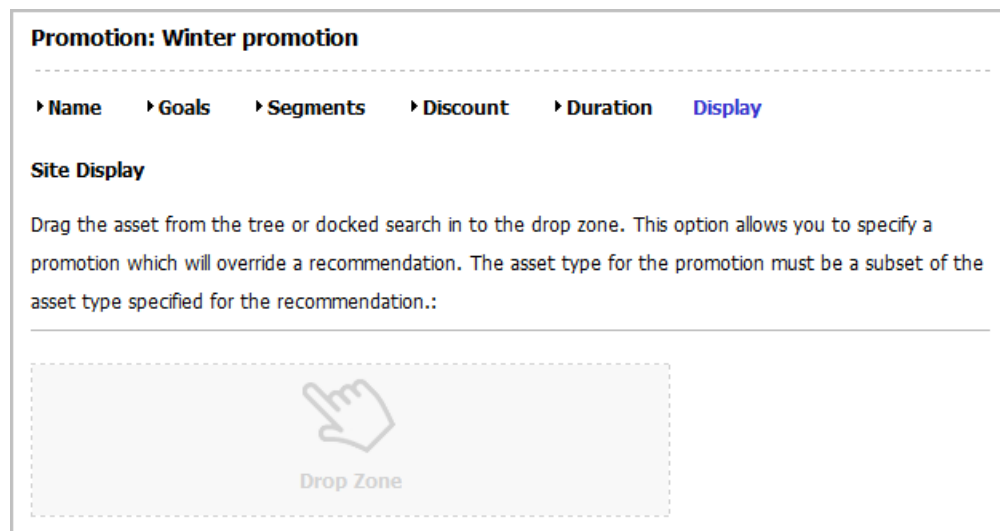 Promotion: Winter promotion
Name Goals Segments Discount Duration Display
Site Display
Drag the asset from the tree or docked search in to the drop zone. This option allows you to specify a
promotion which will override a recommendation. The asset type for the promotion must be a subset of the
asset type specified for the recommendation.:
Drop Zone